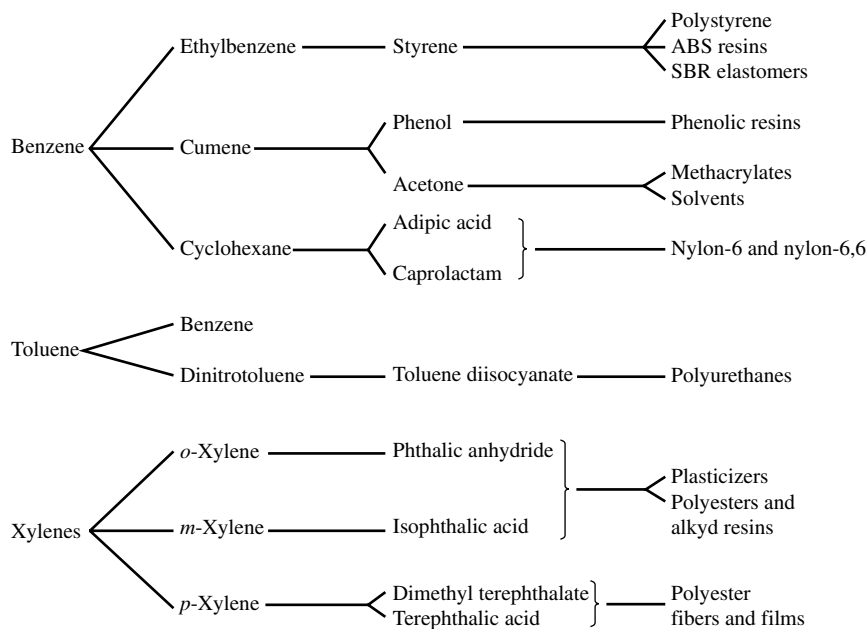 Polystyrene
Ethylbenzene Styrene ABS resins
SBR elastomers
Phenol Phenolic resins
Benzene Cumene
Methacrylates
Acetone
Solvents
Adipic acid
Cyclohexane Nylon-6 and nylon-6,6
Caprolactam
Benzene
Toluene
Dinitrotoluene Toluene diisocyanate Polyurethanes
o-Xylene Phthalic anhydride
Plasticizers
Polyesters and
Xylenes m-Xylene Isophthalic acid alkyd resins
Dimethyl terephthalate Polyester
p-Xylene
Terephthalic acid fibers and films